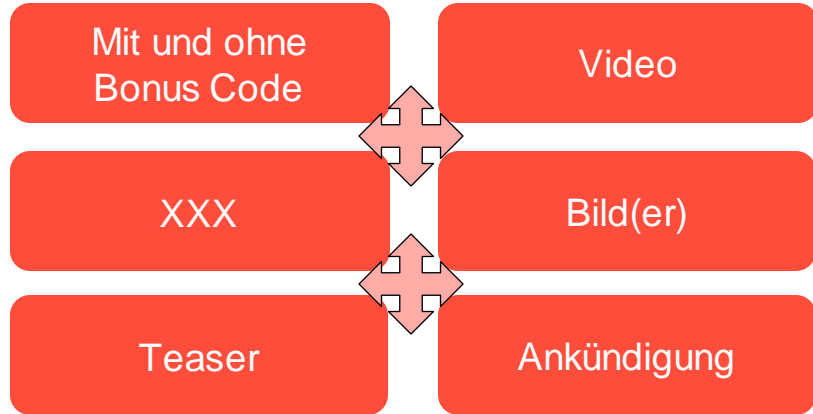 Mit und ohne
Bonus Code
Video
XXX
Bild(er)
Teaser
Ankündigung